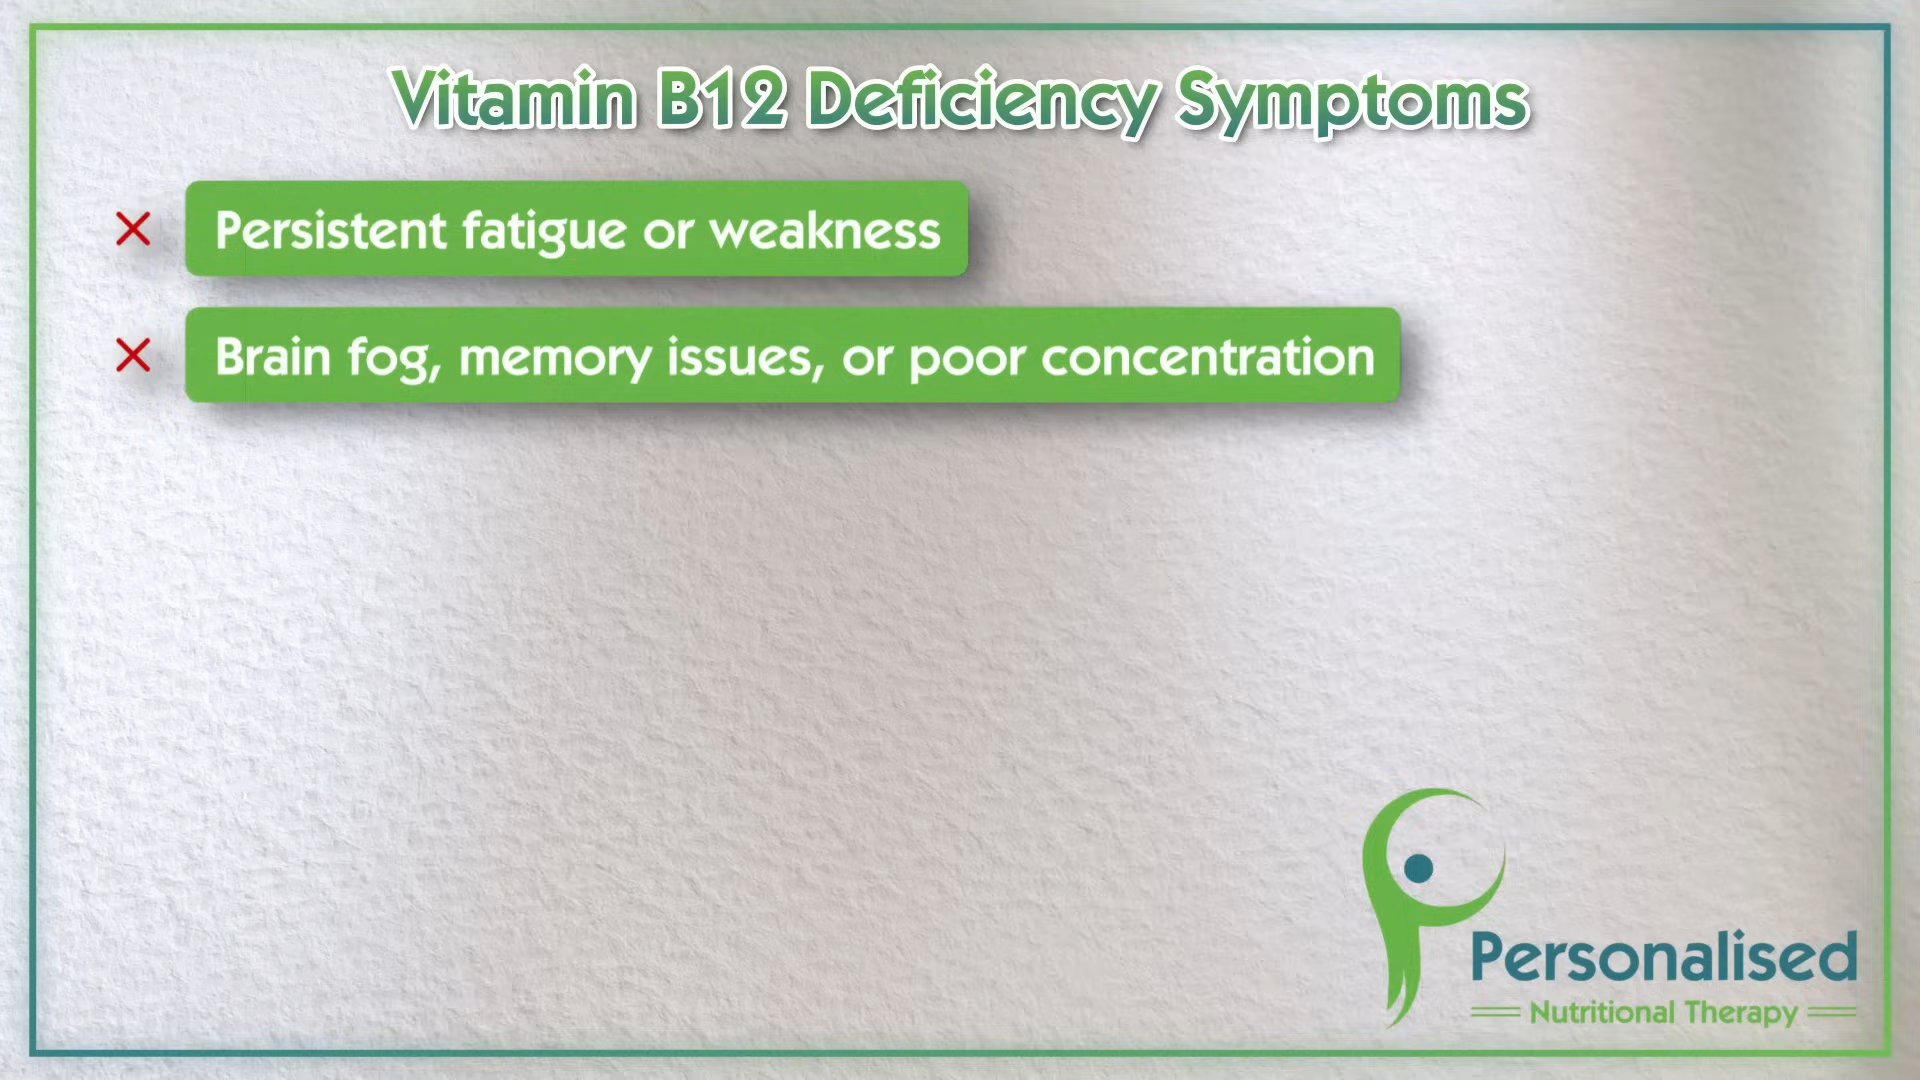 Vitamin B12 Deficiency Symptoms
Persistent fatigue or weakness
Brain fog, memory issues, or poor concentration
Personalised
Nutritional Therapy